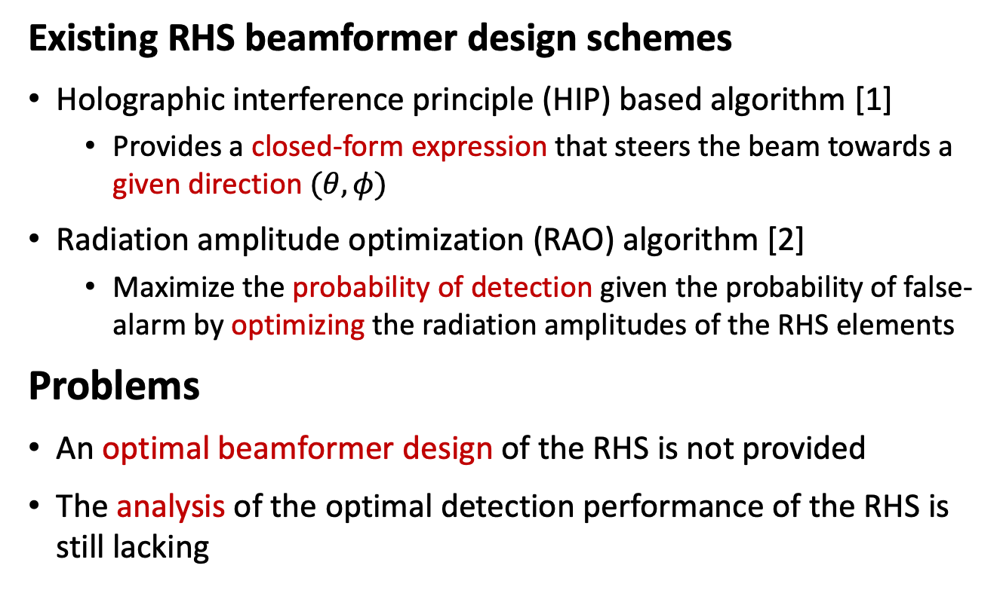 Existing RHS beamformer design schemes
• Holographic interference principle (HIP) based algorithm [1]
• Provides a closed-form expression that steers the beam towards a
given direction (θ, ϕ)
• Radiation amplitude optimization (RAO) algorithm [2]
• Maximize the probability of detection given the probability of false-
alarm by optimizing the radiation amplitudes of the RHS elements
Problems
• An optimal beamformer design of the RHS is not provided
• The analysis of the optimal detection performance of the RHS is
still lacking